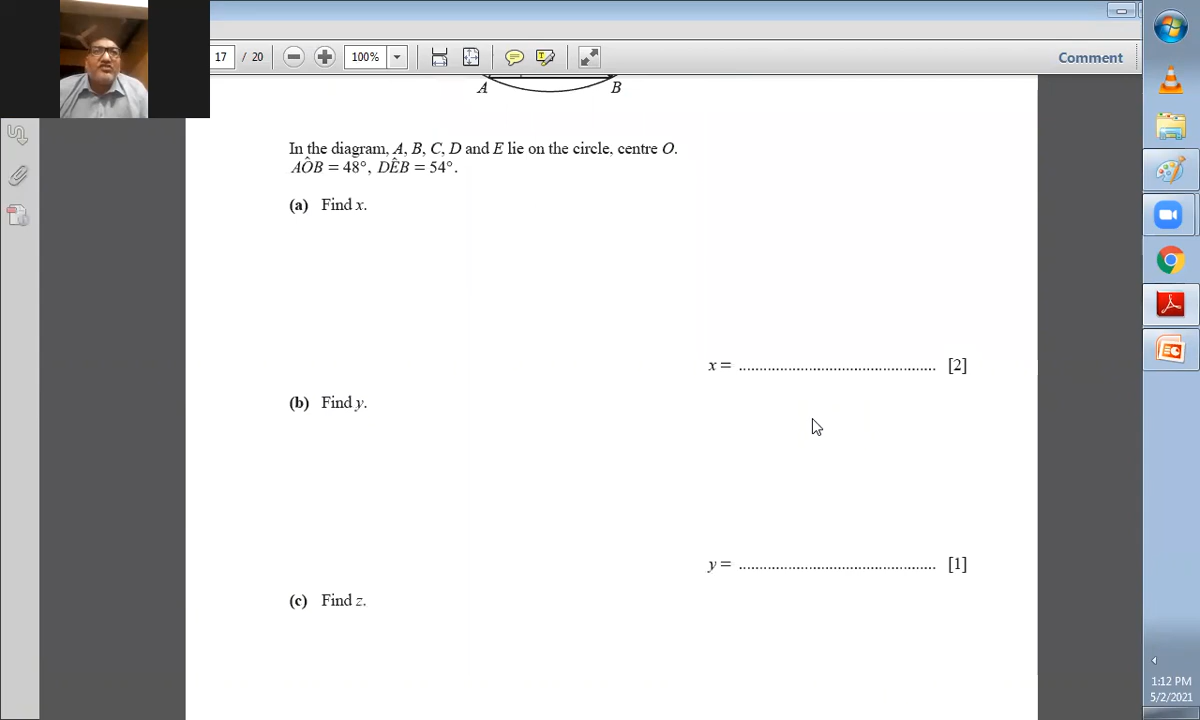 17 / 20
100%
Comment
A B
In the diagram, A, B, C, D and E lie on the circle, centre O.
AÔB = 48°, DÊB = 54°.
(a) Find x.
x = ................................................ [2]
(b) Find y.
y = ................................................ [1]
(c) Find z.
1:12 PM
5/2/2021